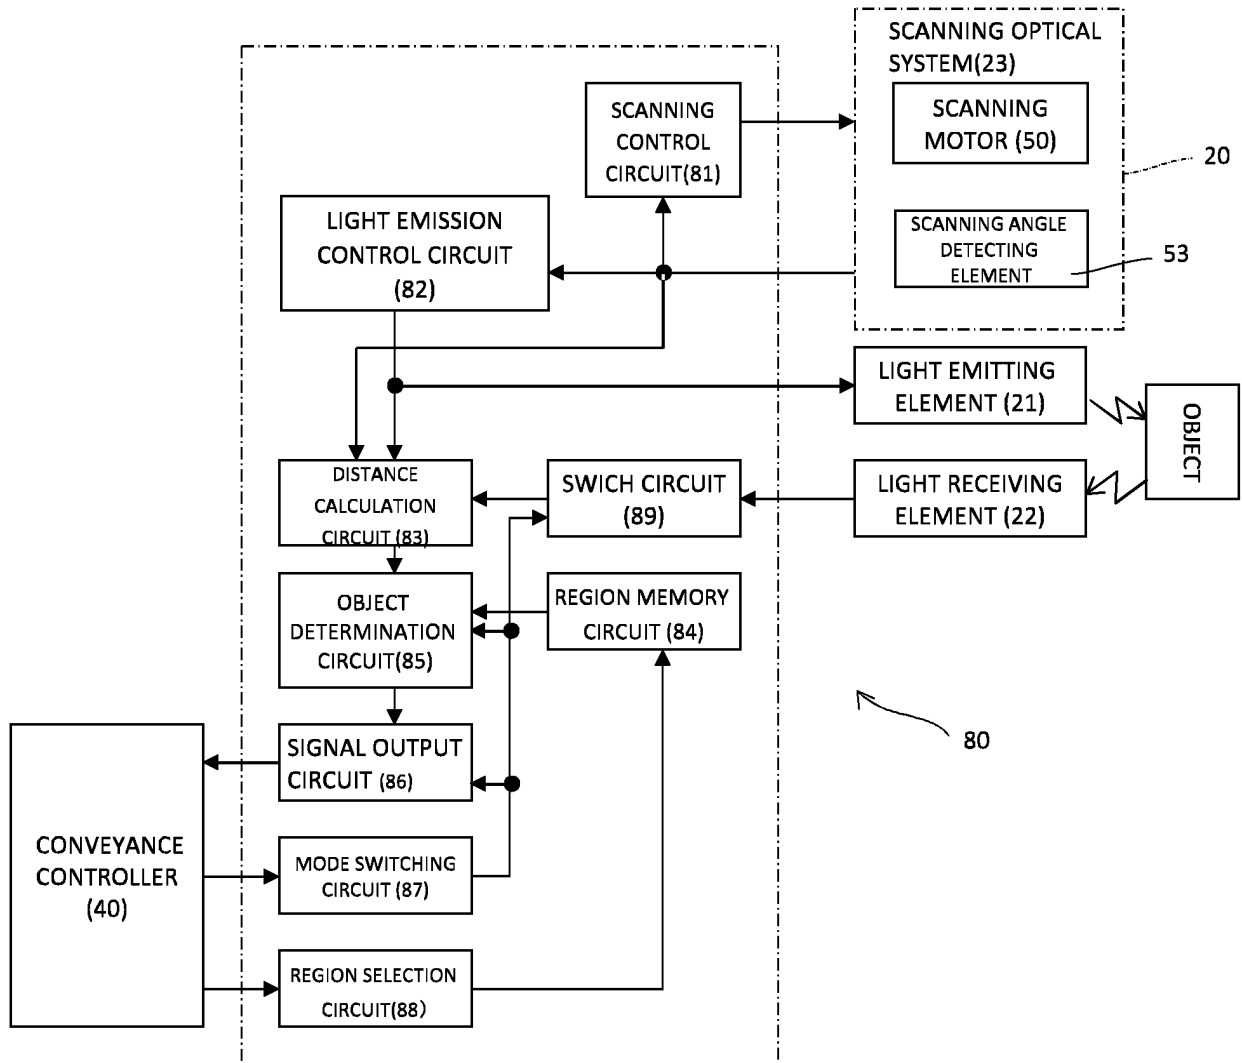 SCANNING OPTICAL
SYSTEM(23)
SCANNING
MOTOR (50)
20
SCANNING ANGLE
DETECTING
ELEMENT
53
SCANNING
CONTROL
CIRCUIT(81)
LIGHT EMISSION
CONTROL CIRCUIT
(82)
LIGHT EMITTING
ELEMENT (21)
OBJECT
DISTANCE
CALCULATION
CIRCUIT (83)
SWICH CIRCUIT
(89)
LIGHT RECEIVING
ELEMENT (22)
OBJECT
DETERMINATION
CIRCUIT(85)
REGION MEMORY
CIRCUIT (84)
SIGNAL OUTPUT
CIRCUIT (86)
80
CONVEYANCE
CONTROLLER
(40)
MODE SWITCHING
CIRCUIT (87)
REGION SELECTION
CIRCUIT(88)